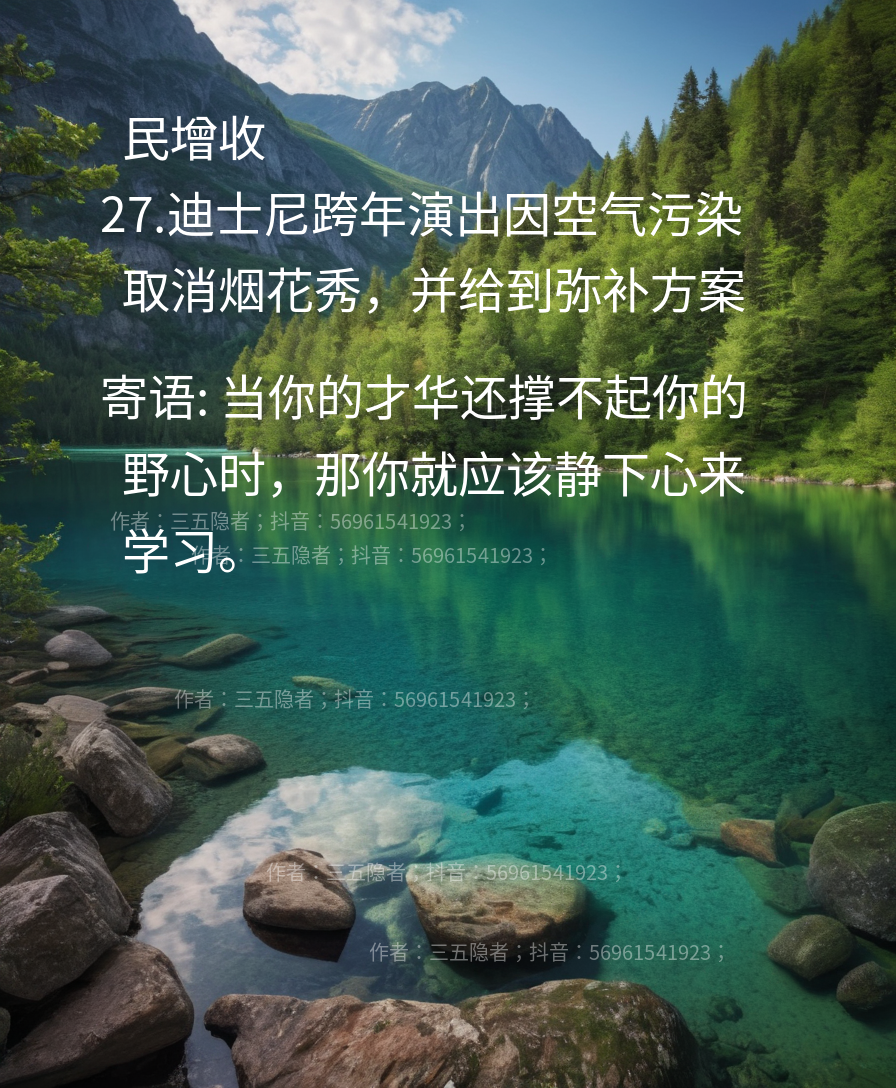 民增收
27.迪士尼跨年演出因空气污染
取消烟花秀，并给到弥补方案
寄语: 当你的才华还撑不起你的
野心时，那你就应该静下心来
作者：三五隐者；抖音：56961541923；
学习。
作者：三五隐者；抖音：56961541923；
作者：三五隐者；抖音：56961541923；
作者：三五隐者；抖音：56961541923；
作者：三五隐者；抖音：56961541923；